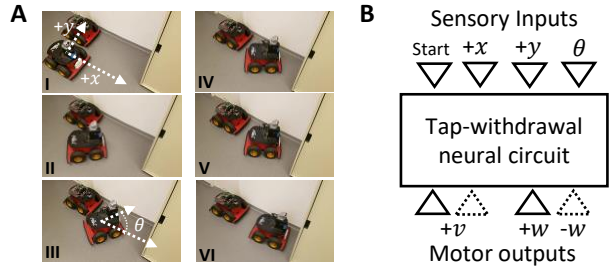 A
B
+y
+x
I
II
III
θ
IV
V
VI
Sensory Inputs
Start +x +y θ
Tap-withdrawal
neural circuit
+v +w -w
Motor outputs